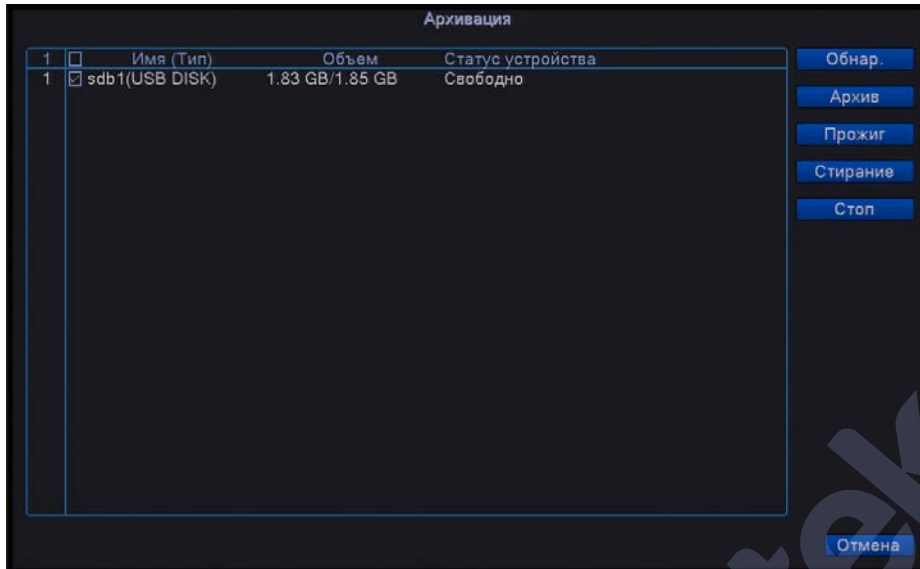 Архивация
1 Имя (Тип) Объем Статус устройства
1 sdb1(USB DISK) 1.83 GB/1.85 GB Свободно
Обнар.
Архив
Прожиг
Стирание
Стоп
Отмена